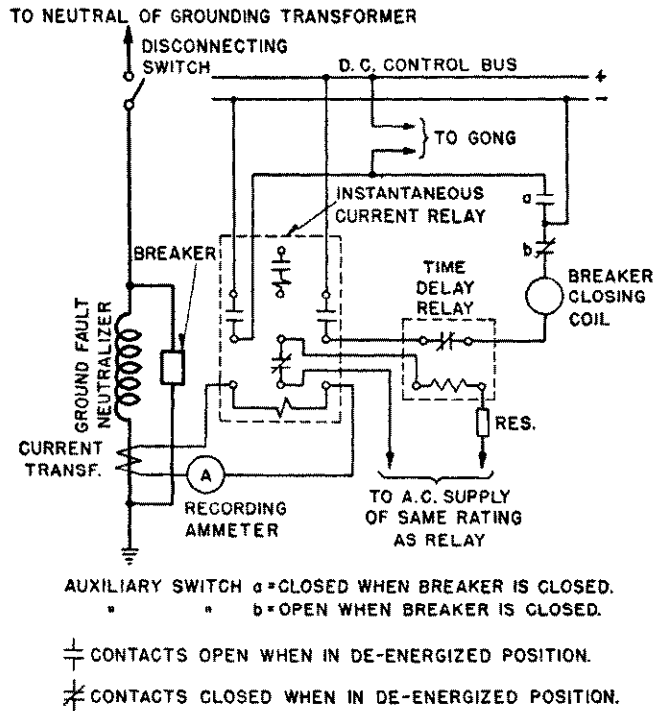 TO NEUTRAL OF GROUNDING TRANSFORMER
DISCONNECTING
SWITCH
D.C. CONTROL BUS
+
–
TO GONG
INSTANTANEOUS
CURRENT RELAY
a
b
BREAKER
TIME
DELAY
RELAY
BREAKER
CLOSING
COIL
GROUND FAULT
NEUTRALIZER
RES.
CURRENT
TRANSF.
A
RECORDING
AMMETER
TO A.C. SUPPLY
OF SAME RATING
AS RELAY
AUXILIARY SWITCH a = CLOSED WHEN BREAKER IS CLOSED.
" " b = OPEN WHEN BREAKER IS CLOSED.
CONTACTS OPEN WHEN IN DE-ENERGIZED POSITION.
CONTACTS CLOSED WHEN IN DE-ENERGIZED POSITION.